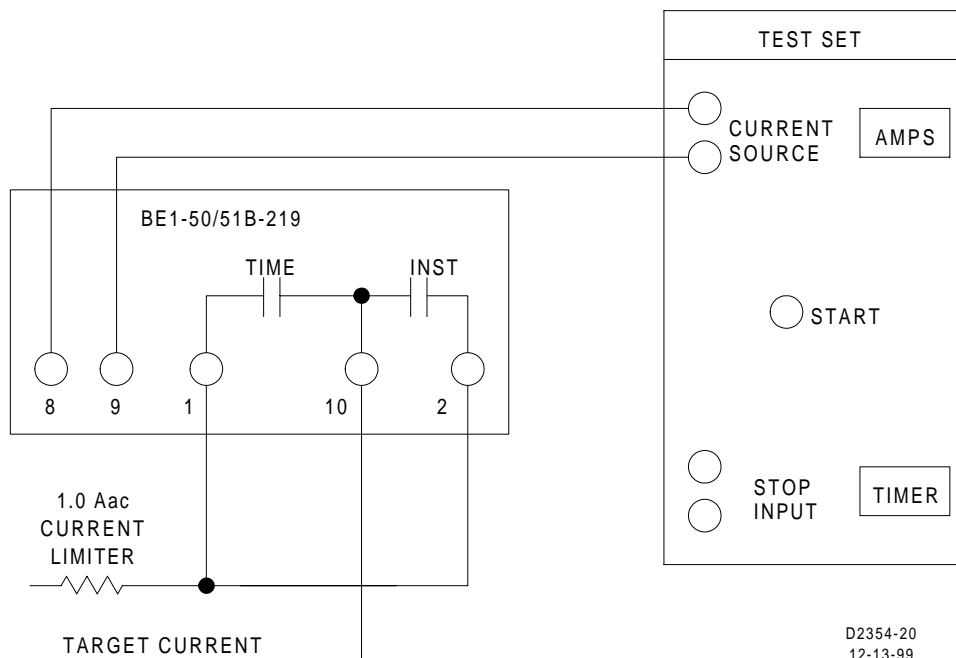 TEST SET
CURRENT
SOURCE
AMPS
BE1-50/51B-219
TIME
INST
START
8
9
1
10
2
1.0 Aac
CURRENT
LIMITER
STOP
INPUT
TIMER
TARGET CURRENT
D2354-20
12-13-99